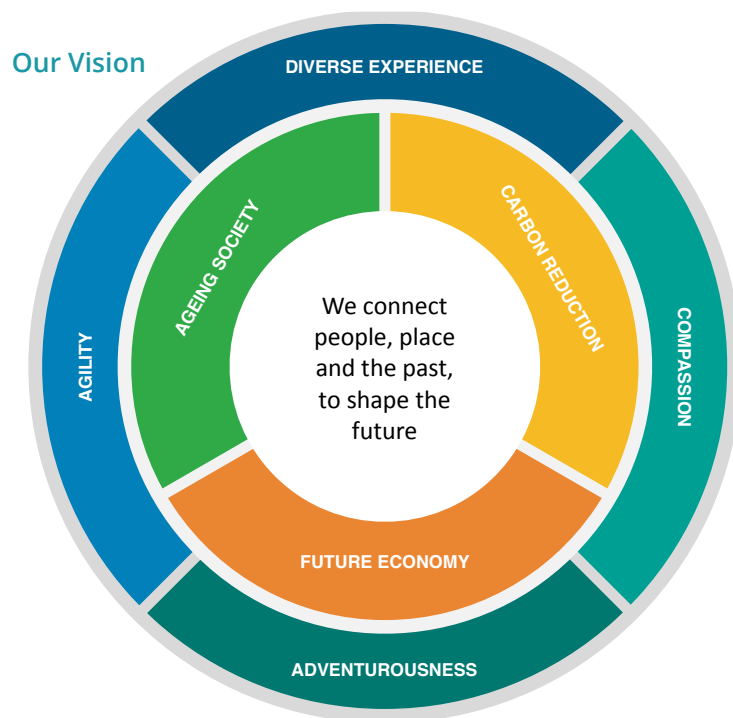 Our Vision
DIVERSE EXPERIENCE
AGEING SOCIETY
CARBON REDUCTION
We connect
people, place
and the past,
to shape the
future
AGILITY
COMPASSION
FUTURE ECONOMY
ADVENTUROUSNESS